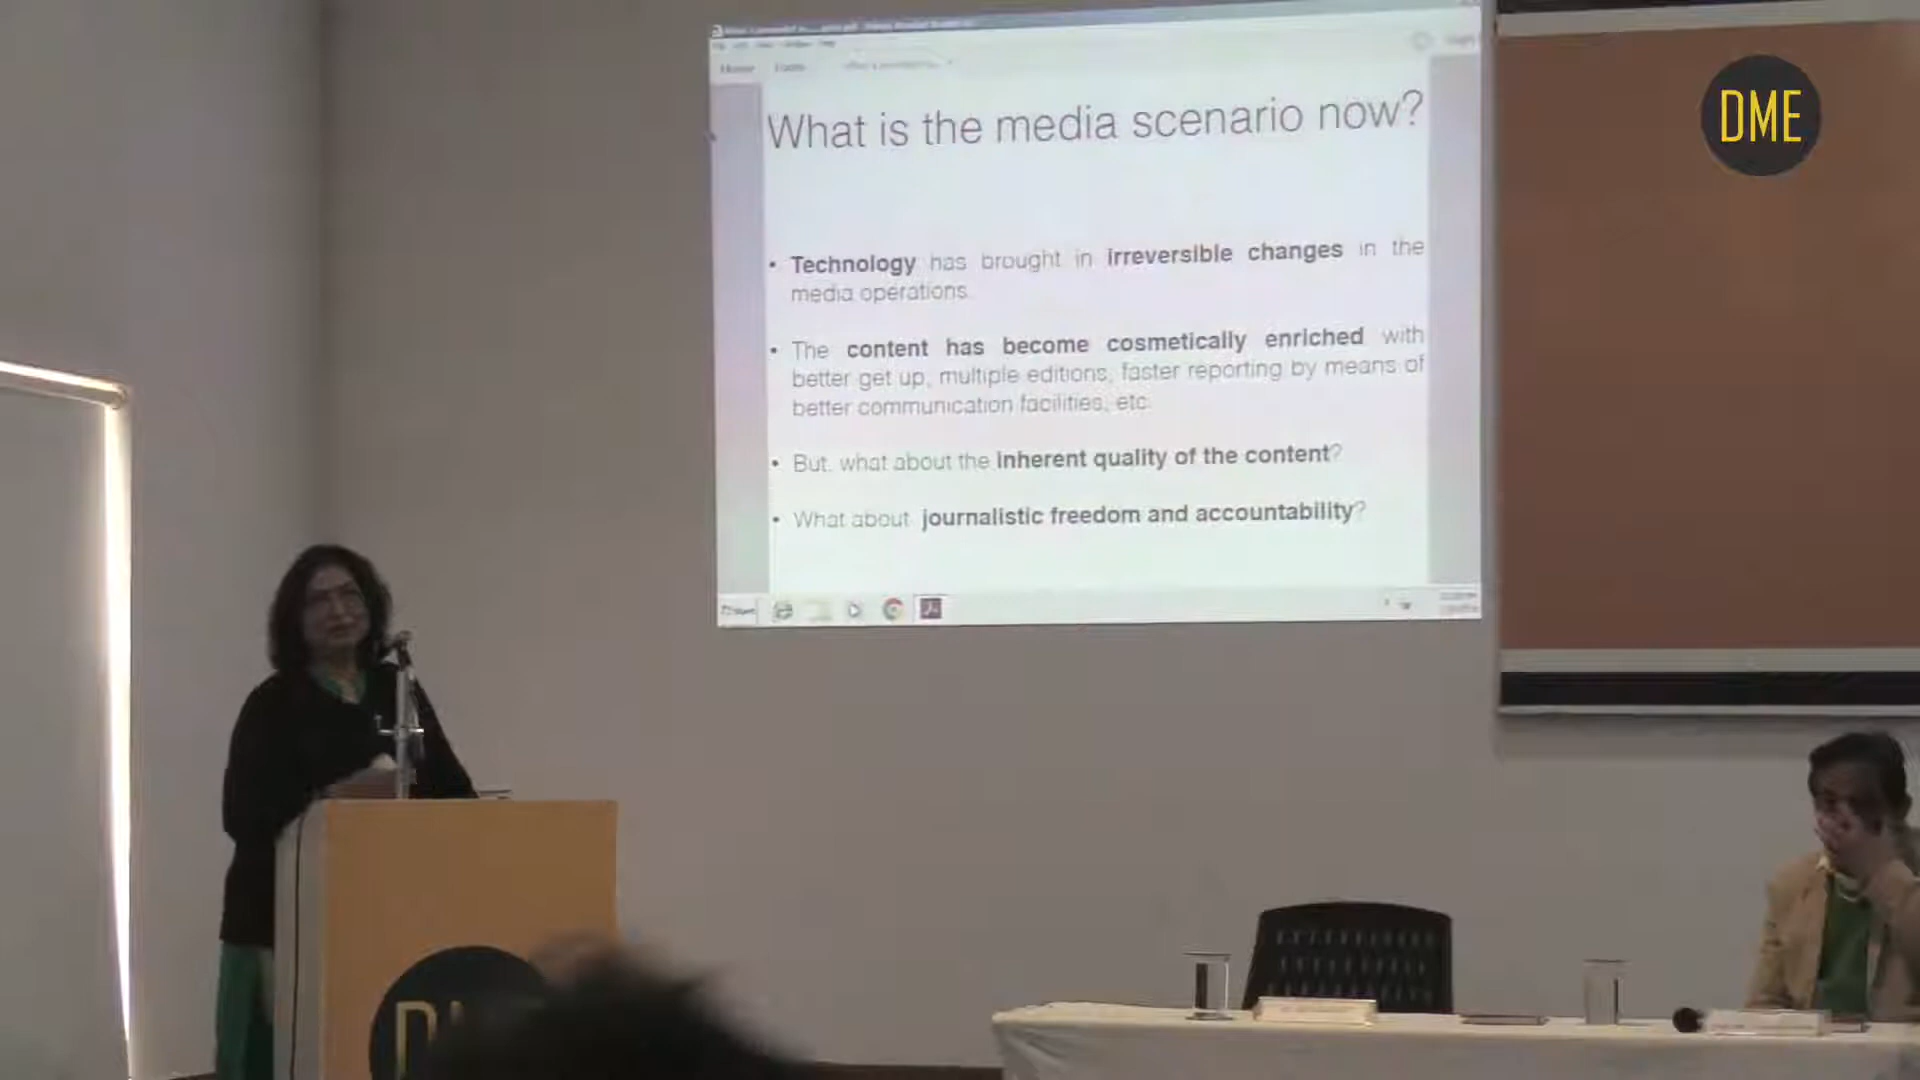 What is the media scenario now?
• Technology has brought in irreversible changes in the
media operations.
• The content has become cosmetically enriched with
better get up, multiple editions, faster reporting by means of
better communication facilities, etc.
• But, what about the inherent quality of the content?
• What about journalistic freedom and accountability?
DME